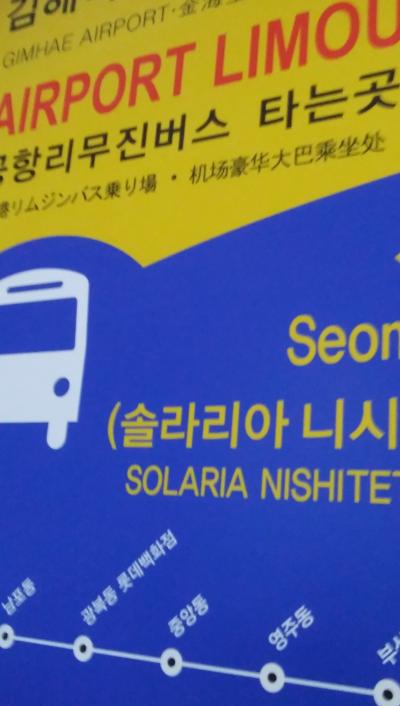 김해
GIMHAE AIRPORT·金海
AIRPORT LIMOU
공항리무진버스 타는곳
港リムジンバス乗り場 · 机场豪华大巴乘坐处
Seon
(솔라리아 니시
SOLARIA NISHITET
남포동
광복동 롯데백화점
중앙동
영주동
부산